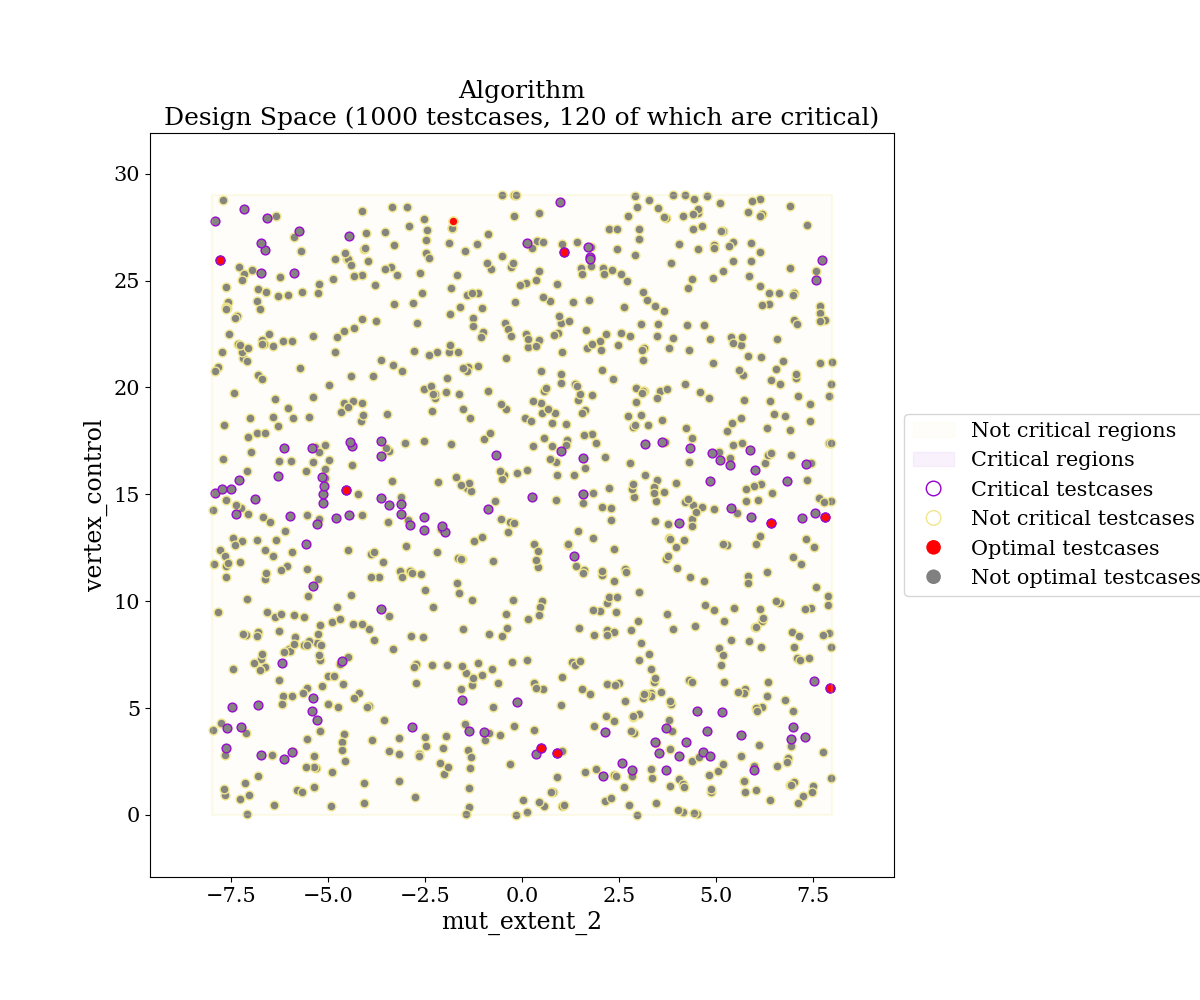 Algorithm
Design Space (1000 testcases, 120 of which are critical)
30
25
20
15
10
5
0
vertex_control
−7.5 −5.0 −2.5 0.0 2.5 5.0 7.5
mut_extent_2
Not critical regions
Critical regions
Critical testcases
Not critical testcases
Optimal testcases
Not optimal testcases